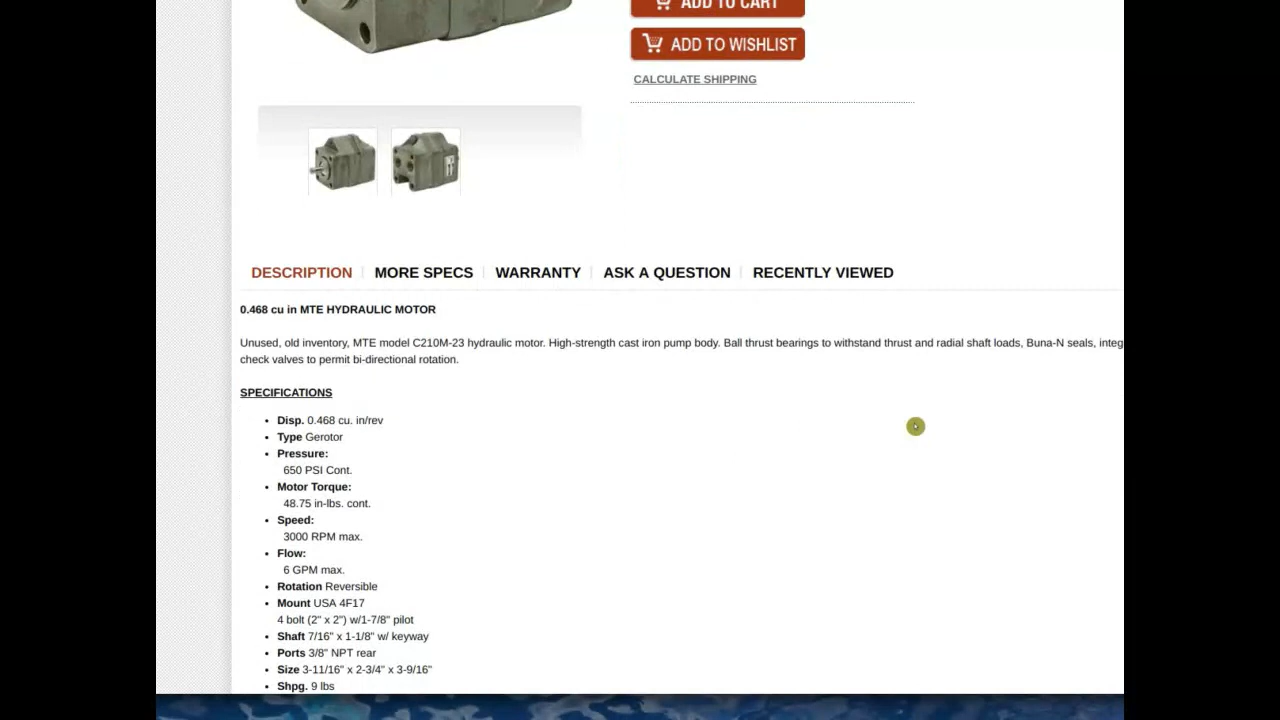 ADD TO CART
ADD TO WISHLIST
CALCULATE SHIPPING
DESCRIPTION
MORE SPECS
WARRANTY
ASK A QUESTION
RECENTLY VIEWED
0.468 cu in MTE HYDRAULIC MOTOR
Unused, old inventory, MTE model C210M-23 hydraulic motor. High-strength cast iron pump body. Ball thrust bearings to withstand thrust and radial shaft loads, Buna-N seals, integ
check valves to permit bi-directional rotation.
SPECIFICATIONS
• Disp. 0.468 cu. in/rev
• Type Gerotor
• Pressure:
650 PSI Cont.
• Motor Torque:
48.75 in-lbs. cont.
• Speed:
3000 RPM max.
• Flow:
6 GPM max.
• Rotation Reversible
• Mount USA 4F17
4 bolt (2" x 2") w/1-7/8" pilot
• Shaft 7/16" x 1-1/8" w/ keyway
• Ports 3/8" NPT rear
• Size 3-11/16" x 2-3/4" x 3-9/16"
• Shpg. 9 lbs